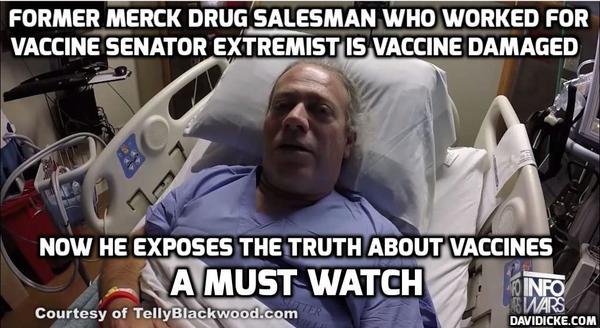 FORMER MERCK DRUG SALESMAN WHO WORKED FOR
VACCINE SENATOR EXTREMIST IS VACCINE DAMAGED
NOW HE EXPOSES THE TRUTH ABOUT VACCINES
A MUST WATCH
INFO
WARS
Courtesy of TellyBlackwood.com
DAVIDICKE.COM